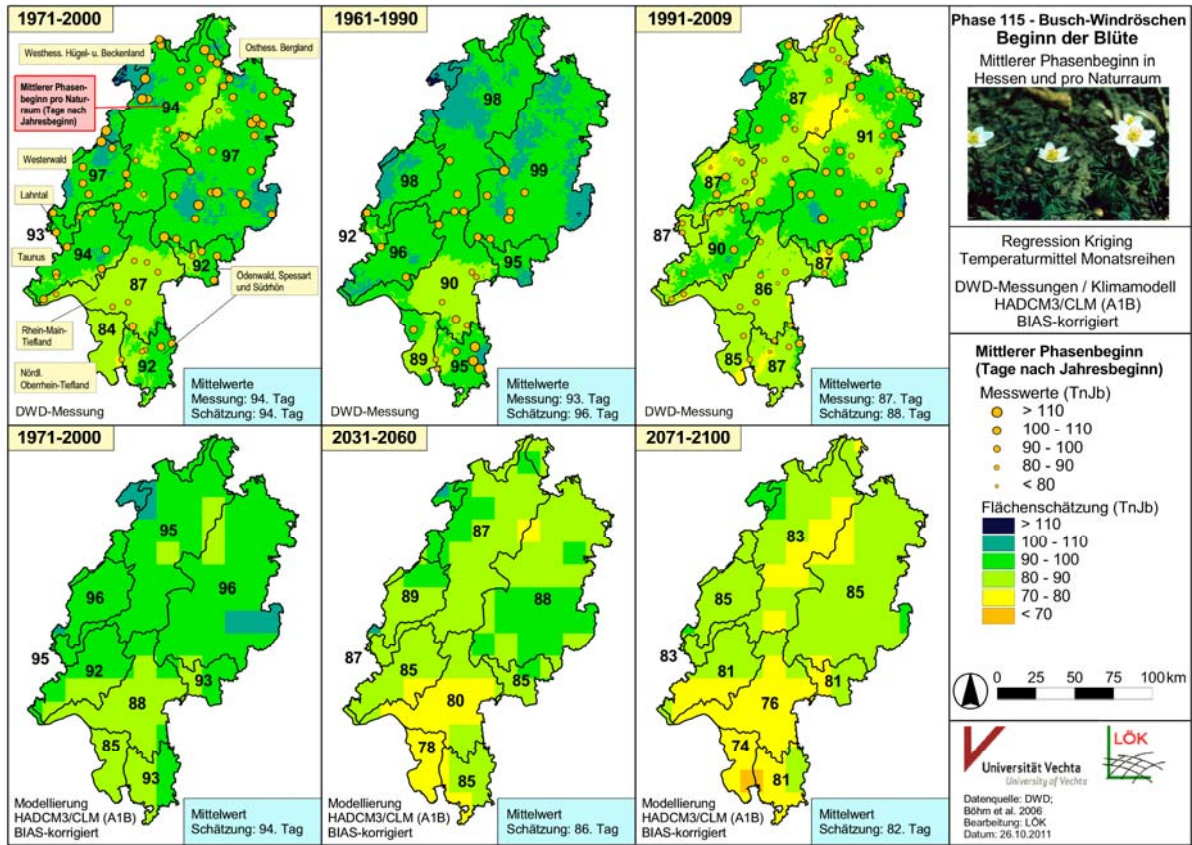 1971-2000
Westhess. Hügel- u. Beckenland
Osthess. Bergland
Mittlerer Phasen-
beginn pro Natur-
raum (Tage nach
Jahresbeginn)
94
97
Westerwald
97
Lahntal
93
94
Taunus
92
87
Odenwald, Spessart
und Südrhön
Rhein-Main-
Tiefland
84
92
Nördl.
Oberrhein-Tiefland
DWD-Messung
Mittelwerte
Messung: 94. Tag
Schätzung: 94. Tag
1961-1990
98
99
98
92
96
95
90
89
95
DWD-Messung
Mittelwerte
Messung: 93. Tag
Schätzung: 96. Tag
1991-2009
87
91
87
87
90
87
86
85
87
DWD-Messung
Mittelwerte
Messung: 87. Tag
Schätzung: 88. Tag
Phase 115 - Busch-Windröschen
Beginn der Blüte
Mittlerer Phasenbeginn in
Hessen und pro Naturraum
Regression Kriging
Temperaturmittel Monatsreihen
DWD-Messungen / Klimamodell
HADCM3/CLM (A1B)
BIAS-korrigiert
Mittlerer Phasenbeginn
(Tage nach Jahresbeginn)
Messwerte (TnJb)
> 110
100 - 110
90 - 100
80 - 90
< 80
Flächenschätzung (TnJb)
> 110
100 - 110
90 - 100
80 - 90
70 - 80
< 70
0 25 50 75 100 km
1971-2000
95
96
96
95
92
93
88
85
93
Modellierung
HADCM3/CLM (A1B)
BIAS-korrigiert
Mittelwert
Schätzung: 94. Tag
2031-2060
87
89
88
87
85
85
80
78
85
Modellierung
HADCM3/CLM (A1B)
BIAS-korrigiert
Mittelwert
Schätzung: 86. Tag
2071-2100
83
85
85
83
81
81
76
74
81
Modellierung
HADCM3/CLM (A1B)
BIAS-korrigiert
Mittelwert
Schätzung: 82. Tag
Universität Vechta
University of Vechta
LÖK
Datenquelle: DWD;
Böhm et al. 2006
Bearbeitung: LÖK
Datum: 26.10.2011